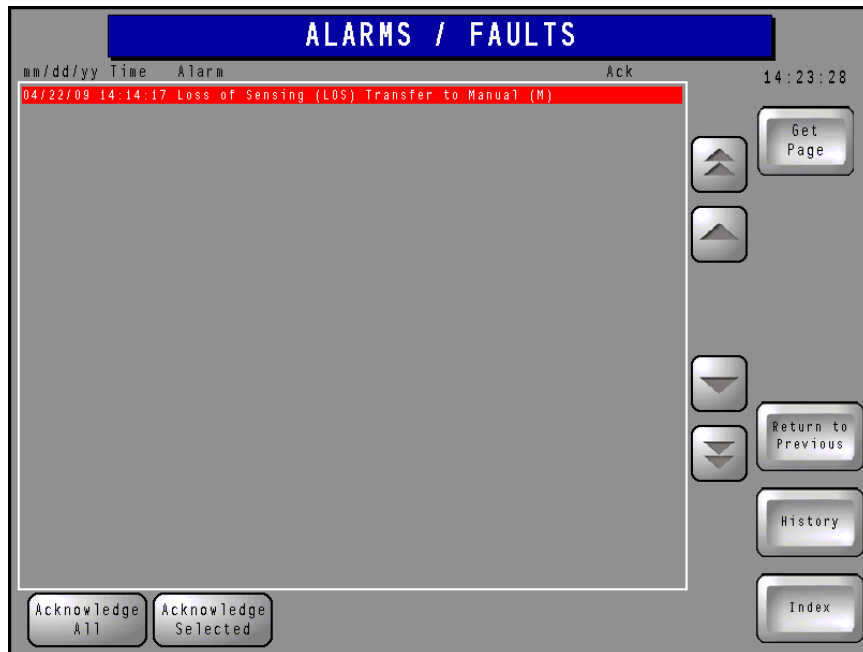 ALARMS / FAULTS
mm/dd/yy Time Alarm Ack
14:23:28
04/22/09 14:14:17 Loss of Sensing (LOS) Transfer to Manual (M)
Get
Page
Return to
Previous
History
Index
Acknowledge
All
Acknowledge
Selected